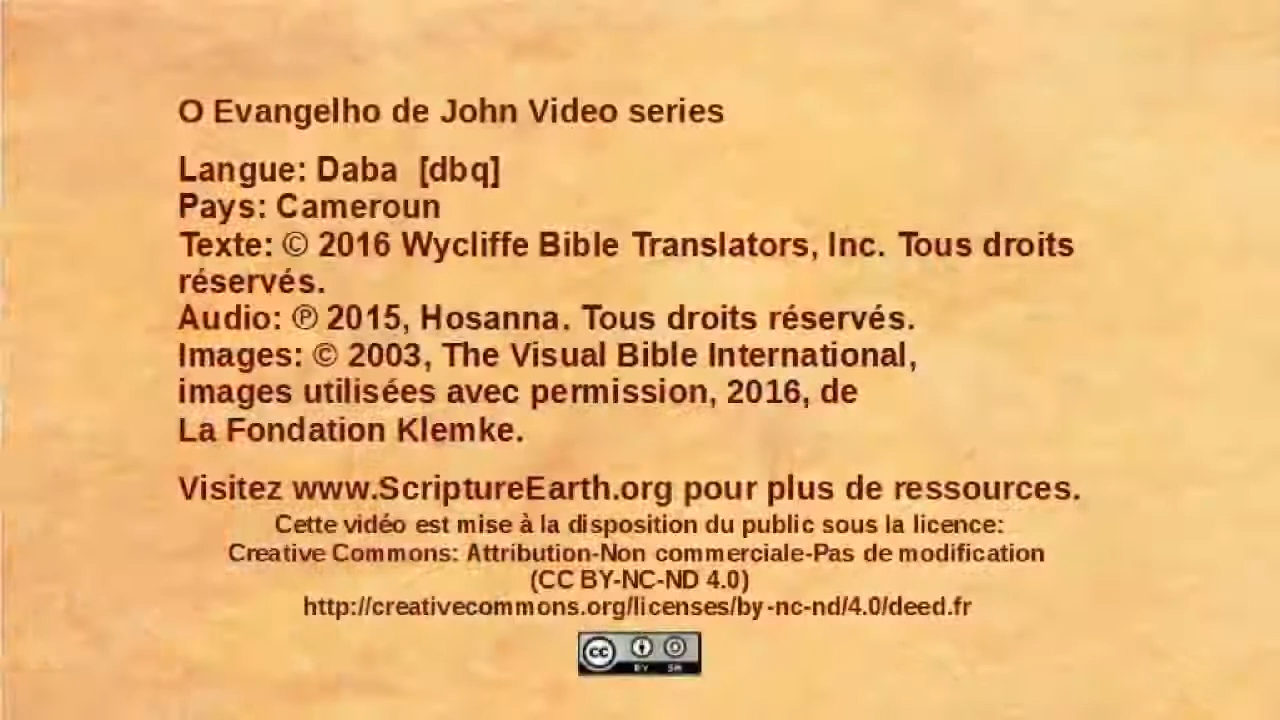 O Evangelho de John Video series
Langue: Daba [dbq]
Pays: Cameroun
Texte: © 2016 Wycliffe Bible Translators, Inc. Tous droits
réservés.
Audio: ℗ 2015, Hosanna. Tous droits réservés.
Images: © 2003, The Visual Bible International,
images utilisées avec permission, 2016, de
La Fondation Klemke.
Visitez www.ScriptureEarth.org pour plus de ressources.
Cette vidéo est mise à la disposition du public sous la licence:
Creative Commons: Attribution-Non commerciale-Pas de modification
(CC BY-NC-ND 4.0)
http://creativecommons.org/licenses/by-nc-nd/4.0/deed.fr
cc BY SA